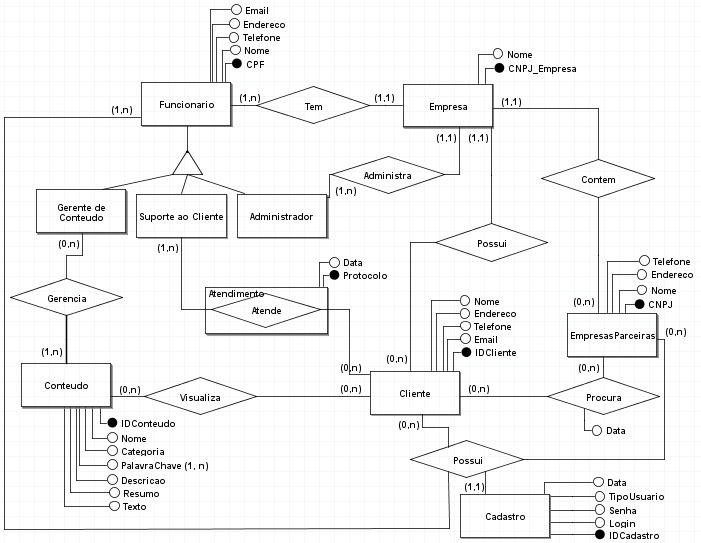 Email
Endereco
Telefone
Nome
CPF
Nome
CNPJ_Empresa
(1,n)
Funcionario
(1,n)
Tem
(1,1)
Empresa
(1,1)
(1,1)
(1,1)
Contem
Administra
(1,n)
Gerente de
Conteudo
Suporte ao Cliente
Administrador
(0,n)
(1,n)
Possui
Data
Protocolo
Telefone
Endereco
Nome
CNPJ
(0,n)
Gerencia
Atendimento
Atende
Nome
Endereco
Telefone
Email
IDCliente
EmpresasParceiras
(0,n)
(1,n)
(0,n)
(0,n)
(0,n)
Conteudo
(0,n)
Visualiza
(0,n)
Cliente
(0,n)
Procura
Data
IDConteudo
Nome
Categoria
PalavraChave (1, n)
Descricao
Resumo
Texto
(0,n)
Possui
(1,1)
Cadastro
Data
TipoUsuario
Senha
Login
IDCadastro